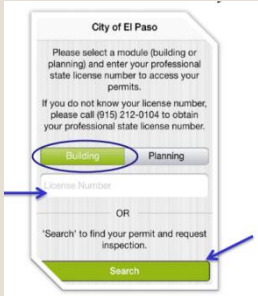 City of El Paso
Please select a module (building or
planning) and enter your professional
state license number to access your
permits.
If you do not know your license number,
please call (915) 212-0104 to obtain
your professional state license number.
Building Planning
License Number
OR
'Search' to find your permit and request
inspection.
Search